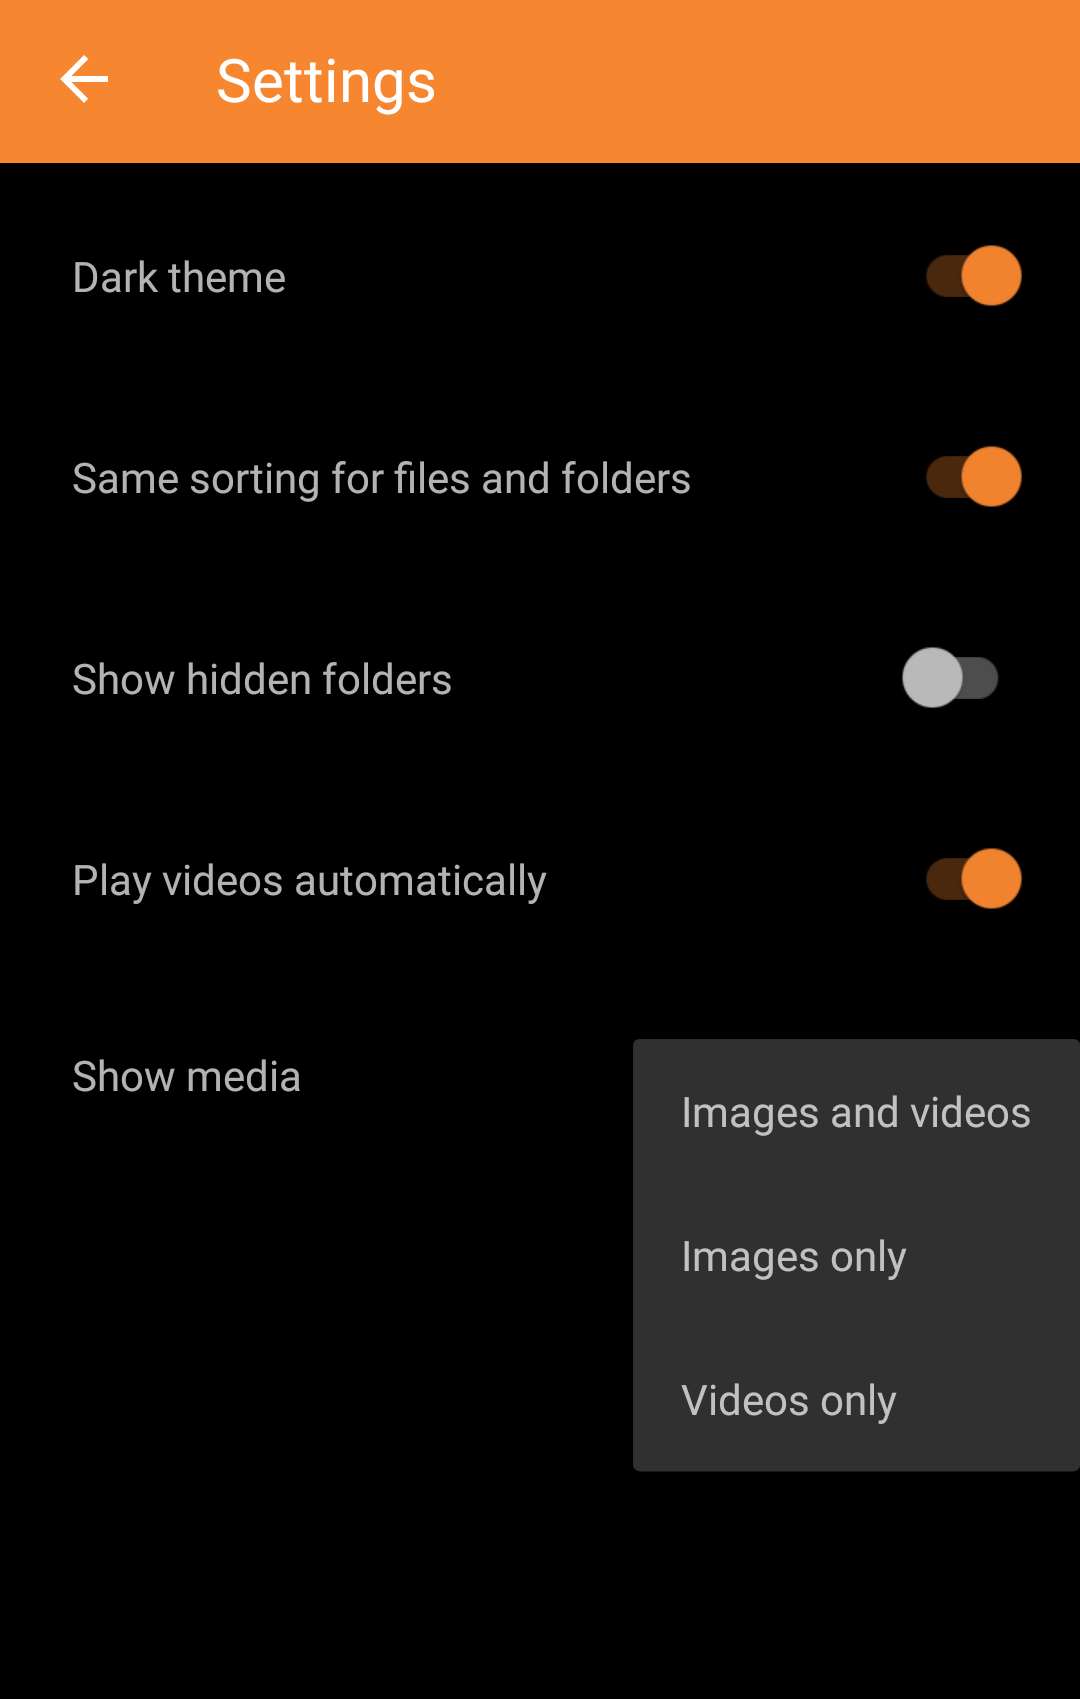 Settings
Dark theme
Same sorting for files and folders
Show hidden folders
Play videos automatically
Show media
Images and videos
Images only
Videos only